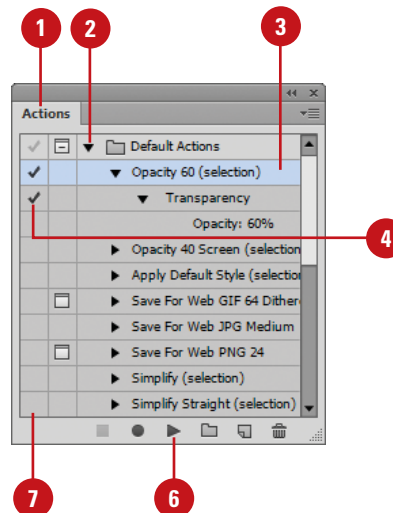 1 2 3
Actions
Default Actions
Opacity 60 (selection)
Transparency
Opacity: 60%
4
Opacity 40 Screen (selection
Apply Default Style (selection
Save For Web GIF 64 Dither
Save For Web JPG Medium
Save For Web PNG 24
Simplify (selection)
Simplify Straight (selection)
7 6